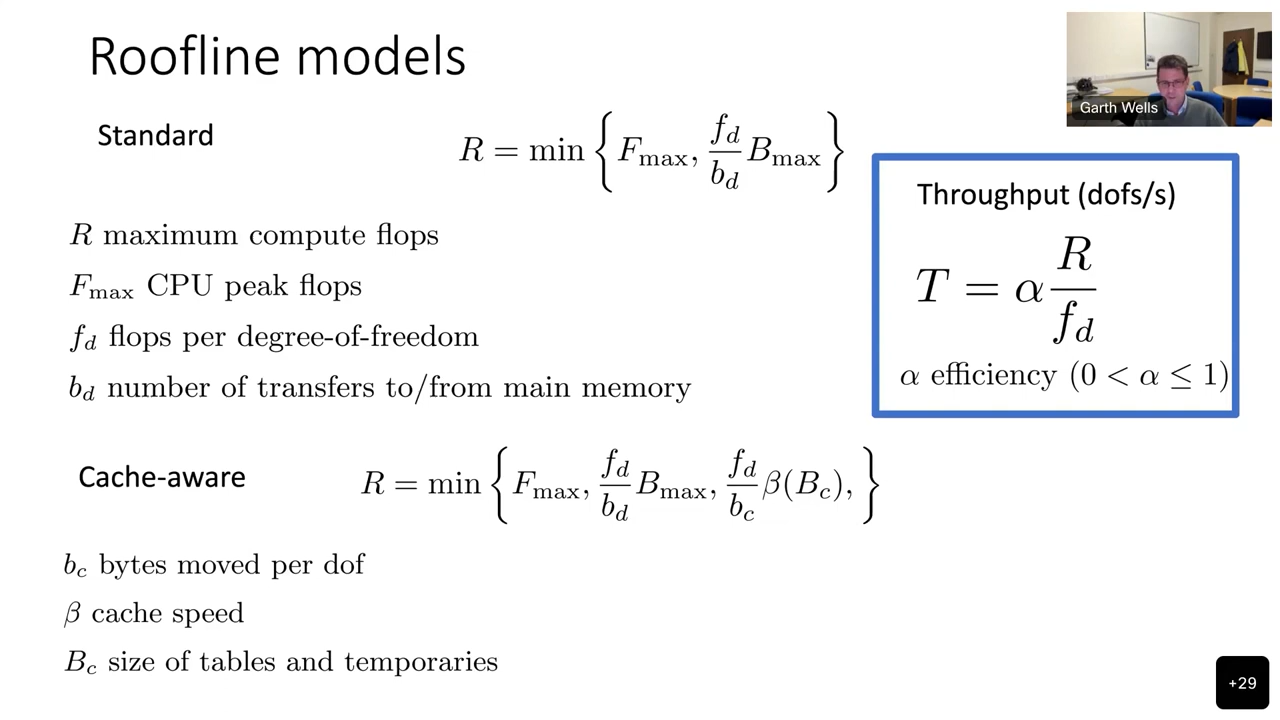 Roofline models
Garth Wells
Standard
R = min { F_max, f_d / b_d B_max }
Throughput (dofs/s)
T = α R / f_d
α efficiency (0 < α ≤ 1)
R maximum compute flops
F_max CPU peak flops
f_d flops per degree-of-freedom
b_d number of transfers to/from main memory
Cache-aware
R = min { F_max, f_d / b_d B_max, f_d / b_c β(B_c), }
b_c bytes moved per dof
β cache speed
B_c size of tables and temporaries
+29